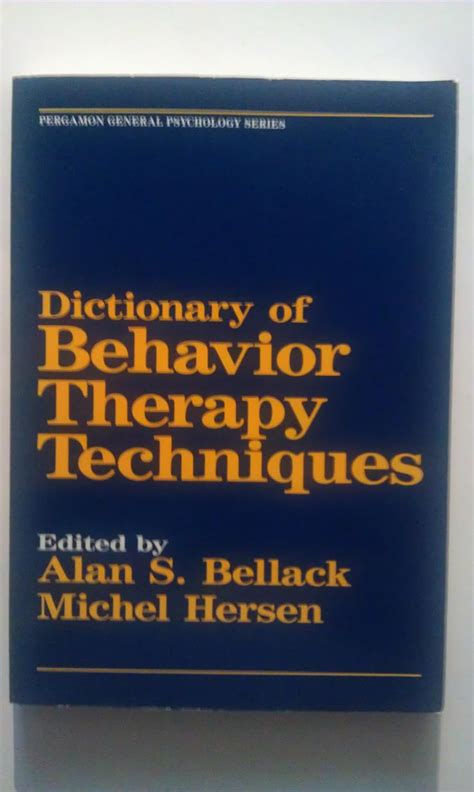 PERGAMON GENERAL PSYCHOLOGY SERIES
Dictionary of
Behavior
Therapy
Techniques
Edited by
Alan S. Bellack
Michel Hersen